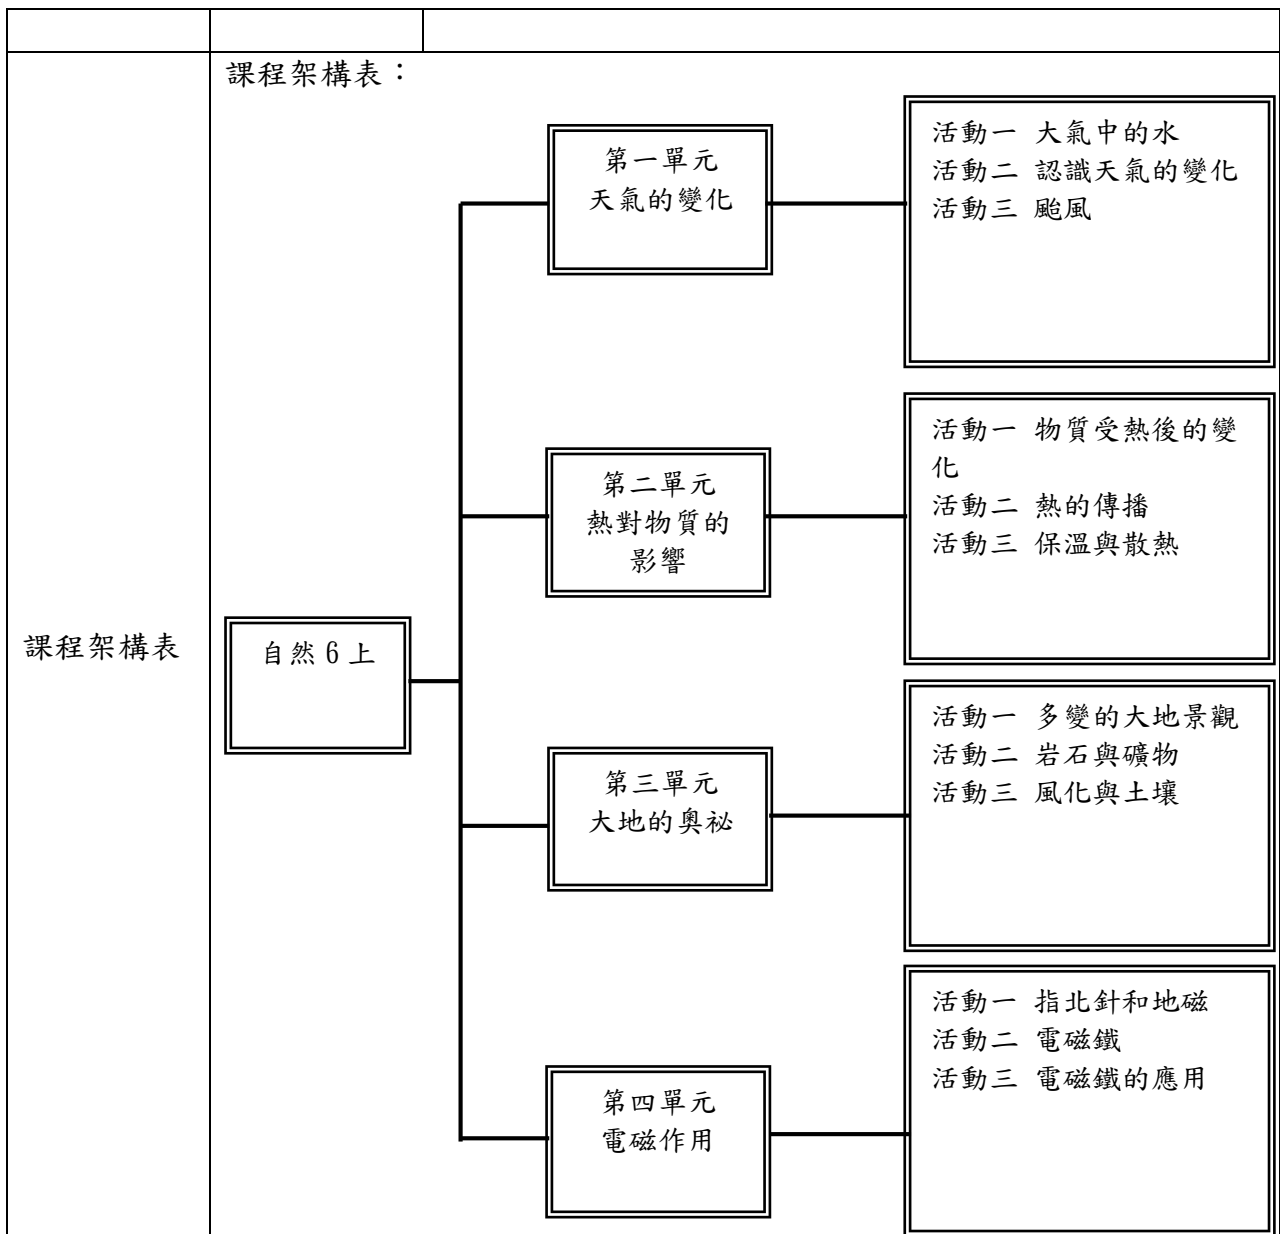 課程架構表：
課程架構表
自然 6 上
第一單元
天氣的變化
活動一 大氣中的水
活動二 認識天氣的變化
活動三 颱風
第二單元
熱對物質的
影響
活動一 物質受熱後的變
化
活動二 熱的傳播
活動三 保溫與散熱
第三單元
大地的奧祕
活動一 多變的大地景觀
活動二 岩石與礦物
活動三 風化與土壤
第四單元
電磁作用
活動一 指北針和地磁
活動二 電磁鐵
活動三 電磁鐵的應用